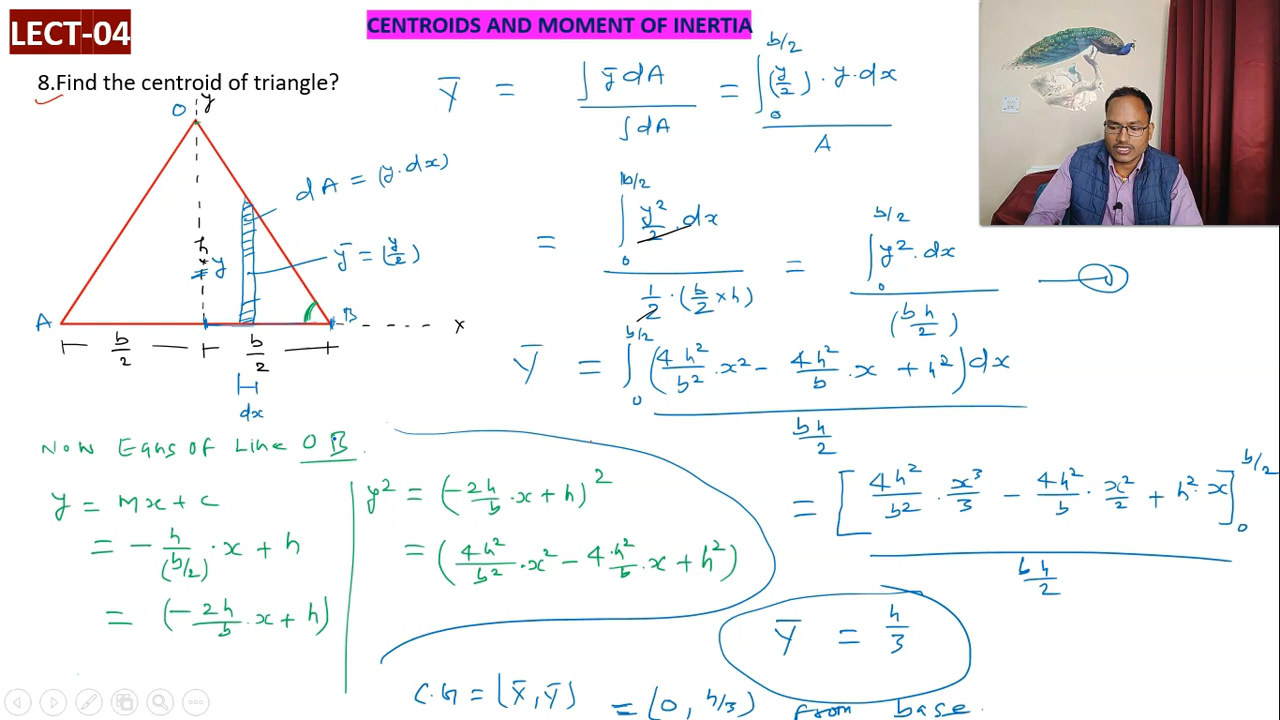 LECT-04
CENTROIDS AND MOMENT OF INERTIA
8.Find the centroid of triangle?
O
y
h
y
A
B
x
b/2
b/2
dx
dA = (y.dx)
ȳ = (y/2)
Ȳ = ∫ȳdA / ∫dA = ∫₀^(b/2) (y/2).y.dx / A
= ∫₀^(b/2) y²/2 .dx / 1/2.(b/2×h) = ∫₀^(b/2) y².dx / (bh/2)
Ȳ = ∫₀^(b/2) (4h²/b².x² - 4h²/b.x + h²)dx / bh/2
= [4h²/b² . x³/3 - 4h²/b . x²/2 + h².x]₀^(b/2) / bh/2
Ȳ = h/3
C.G = (X̄,Ȳ) = (0, h/3) from base.
Now Eqns of Line OB.
y = mx+c
= -h/(b/2).x + h
= (-2h/b.x + h)
y² = (-2h/b.x + h)²
= (4h²/b².x² - 4.h²/b.x + h²)